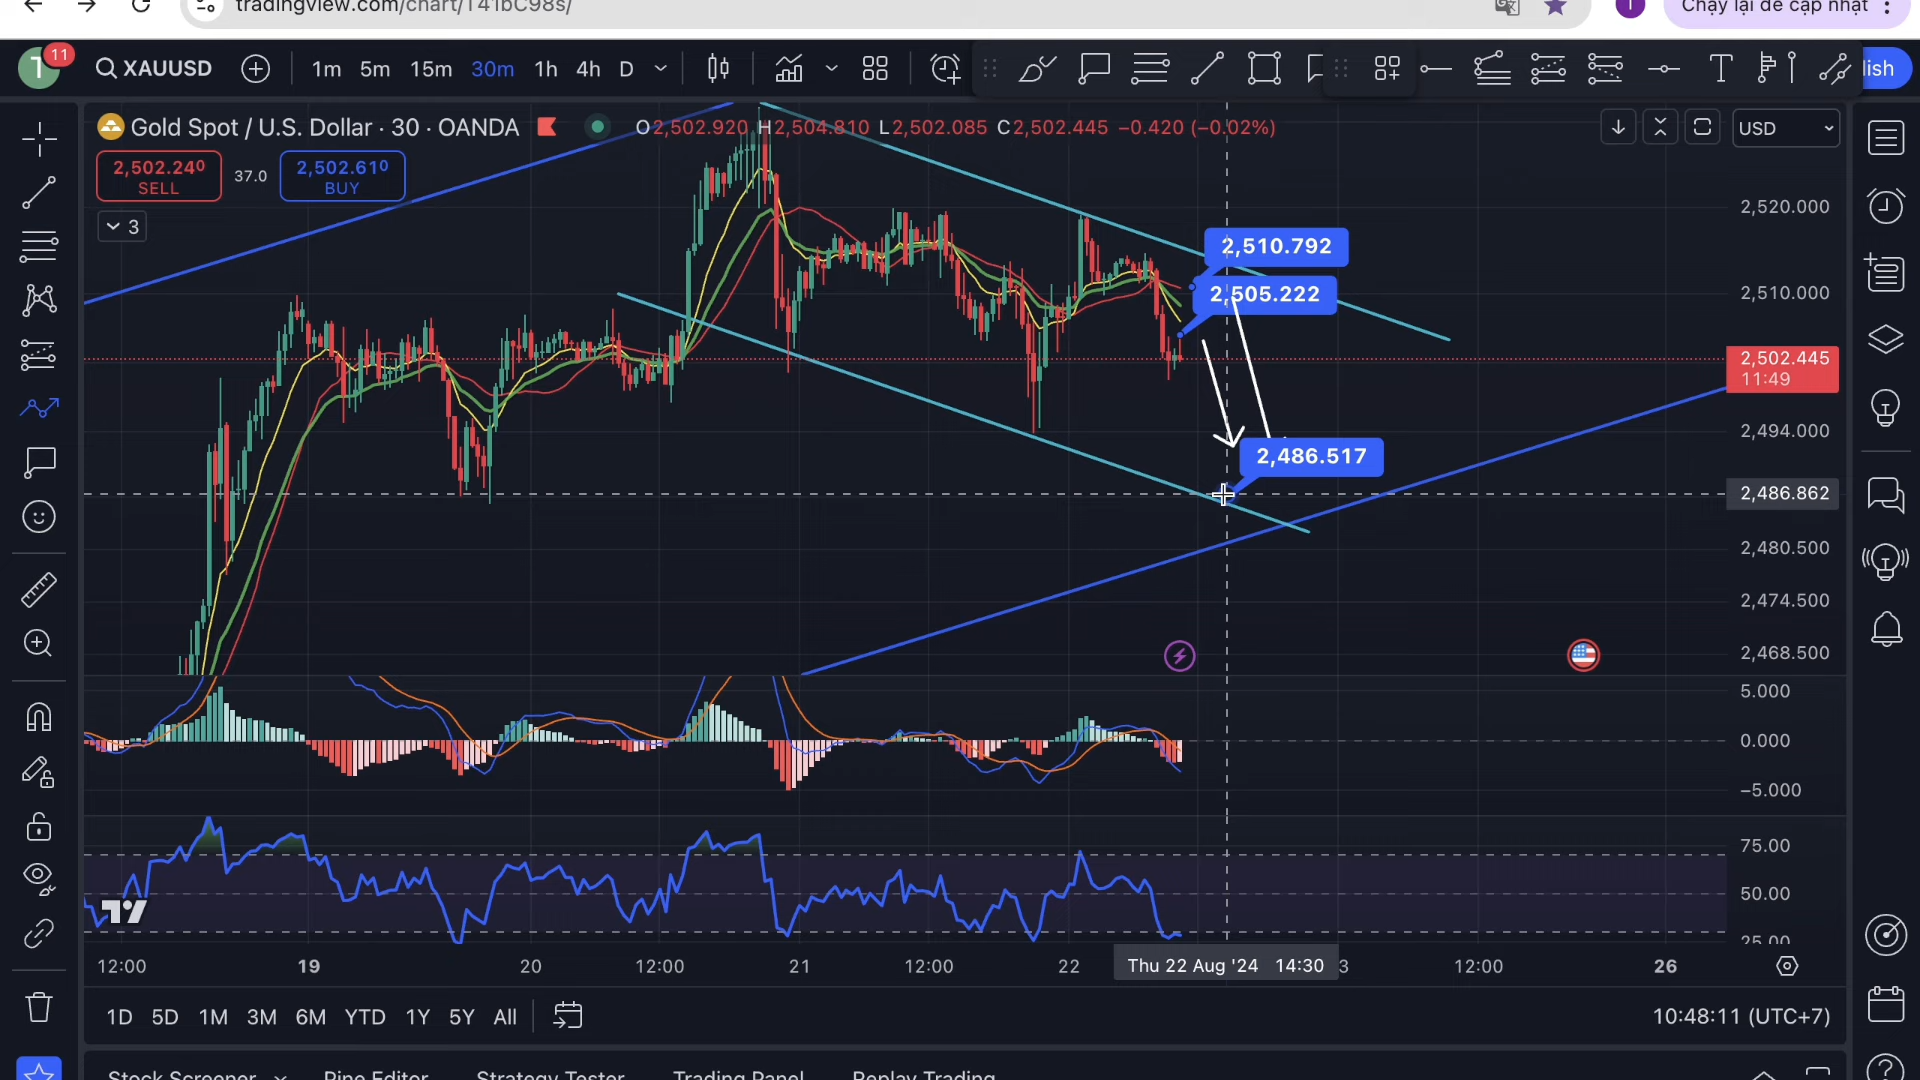 tradingview.com/chart/T41bC98s/
Chạy lại để cập nhật
11
T
XAUUSD
1m 5m 15m 30m 1h 4h D
lish
Gold Spot / U.S. Dollar · 30 · OANDA
O2,502.920 H2,504.810 L2,502.085 C2,502.445 −0.420 (−0.02%)
USD
2,502.240
SELL
37.0
2,502.610
BUY
3
2,520.000
2,510.792
2,510.000
2,505.222
2,502.445
11:49
2,494.000
2,486.517
2,486.862
2,480.500
2,474.500
2,468.500
5.000
0.000
−5.000
75.00
50.00
25.00
12:00 19 20 12:00 21 12:00 22 Thu 22 Aug '24 14:30 3 12:00 26
1D 5D 1M 3M 6M YTD 1Y 5Y All
10:48:11 (UTC+7)
Stock Screener Pine Editor Strategy Tester Trading Panel Replay Trading